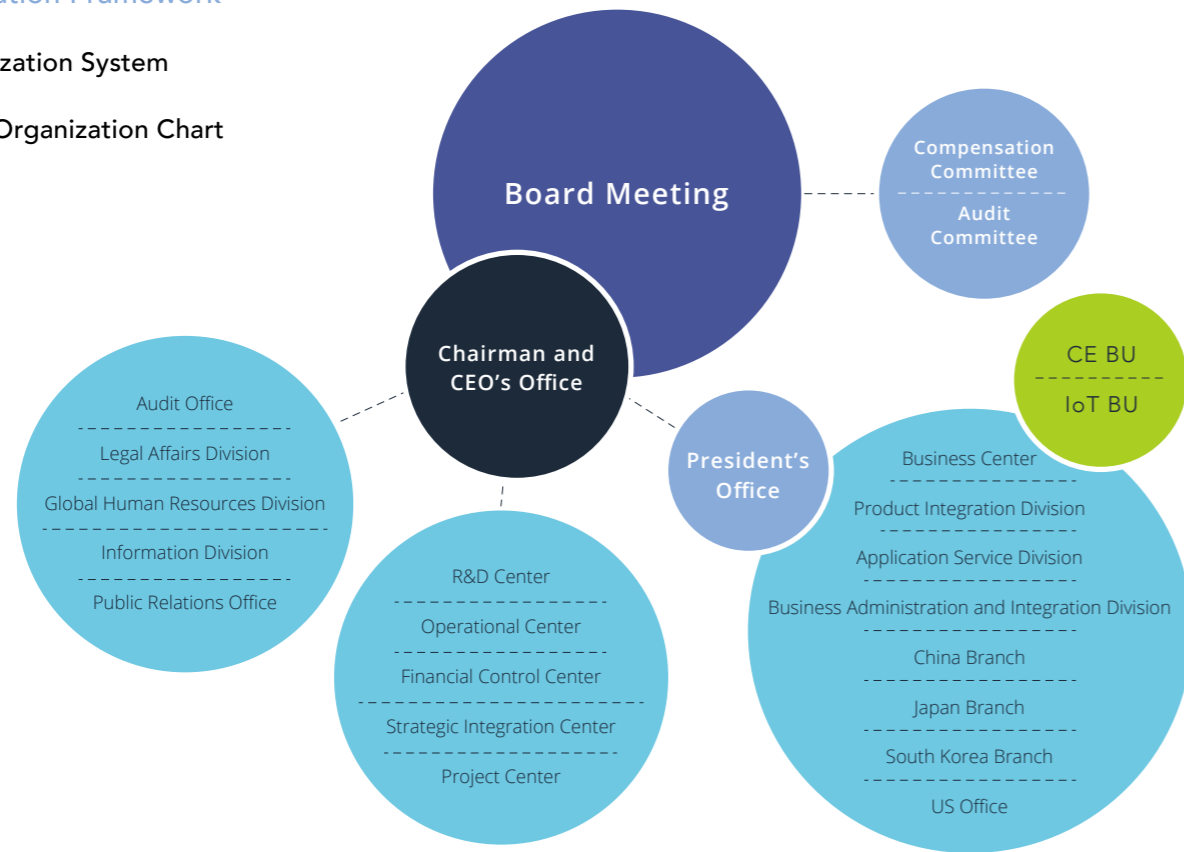 Framework
zation System
Organization Chart
Board Meeting
Compensation
Committee
Audit
Committee
Chairman and
CEO's Office
CE BU
IoT BU
President's
Office
Audit Office
Legal Affairs Division
Global Human Resources Division
Information Division
Public Relations Office
R&D Center
Operational Center
Financial Control Center
Strategic Integration Center
Project Center
Business Center
Product Integration Division
Application Service Division
Business Administration and Integration Division
China Branch
Japan Branch
South Korea Branch
US Office